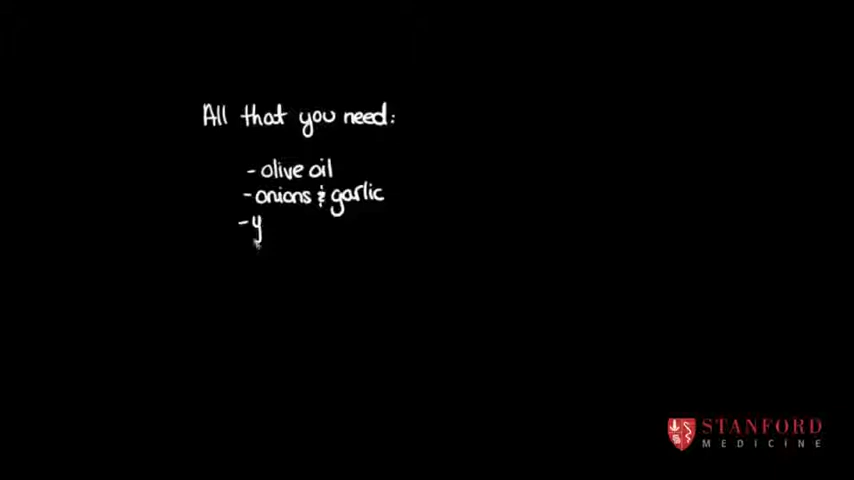 All that you need:
- olive oil
- onions & garlic
- y
STANFORD
MEDICINE